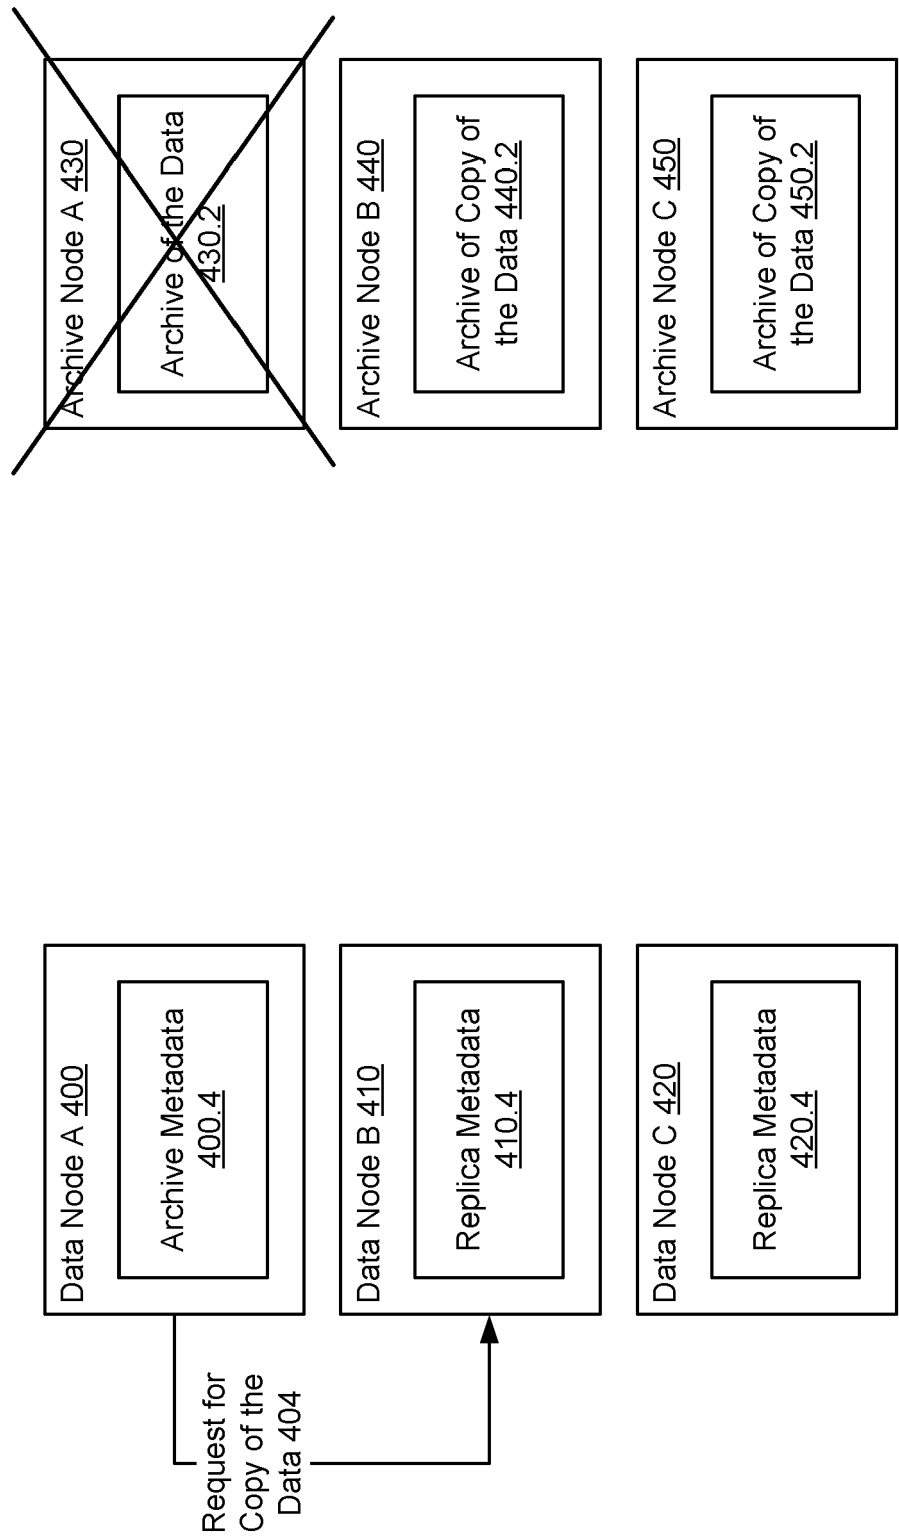 Data Node A 400
Archive Metadata
400.4
Archive Node A 430
Archive of the Data
430.2
Request for
Copy of the
Data 404
Data Node B 410
Replica Metadata
410.4
Archive Node B 440
Archive of Copy of
the Data 440.2
Data Node C 420
Replica Metadata
420.4
Archive Node C 450
Archive of Copy of
the Data 450.2